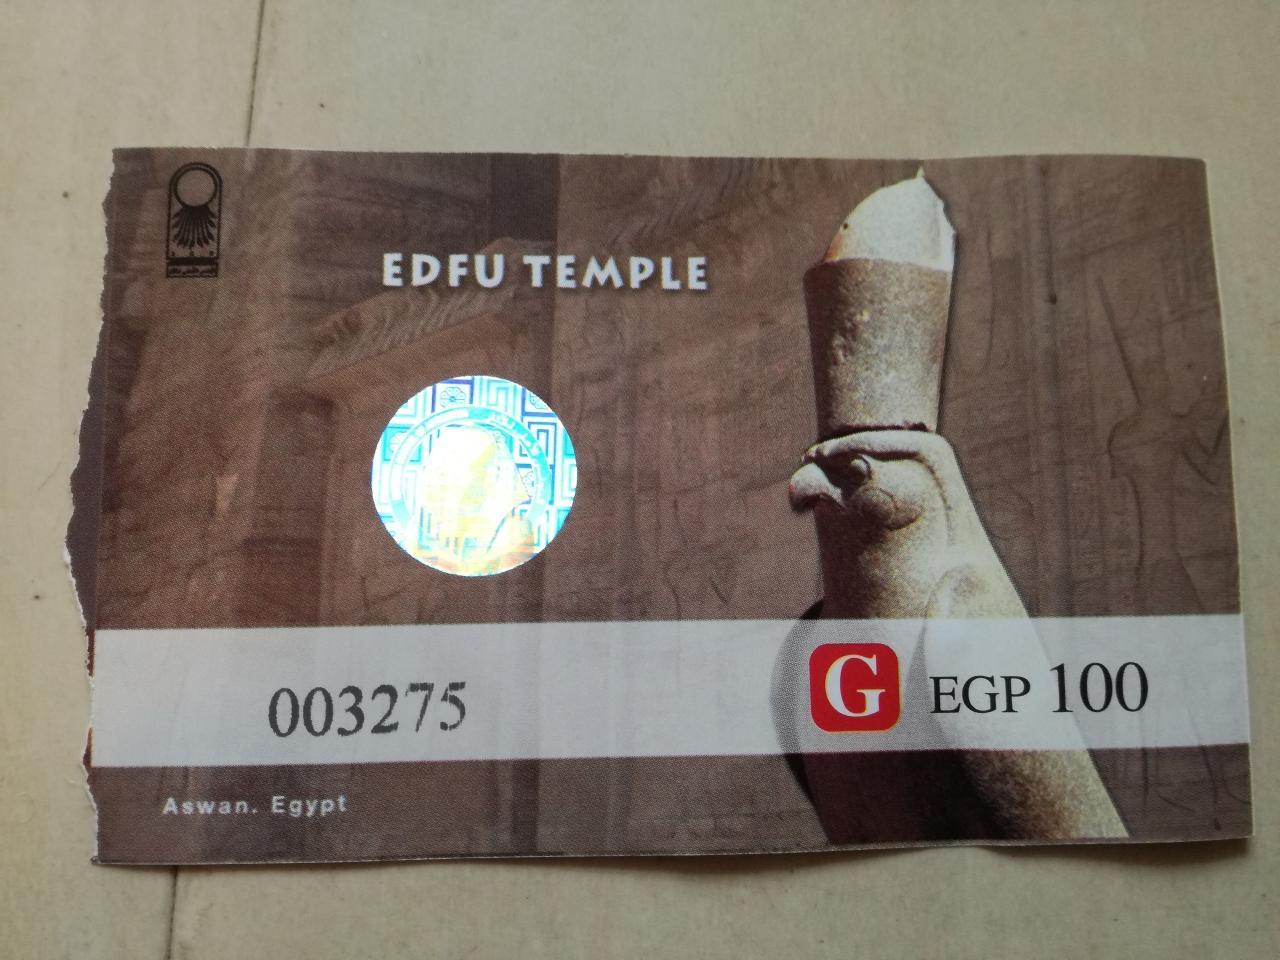 EDFU TEMPLE
003275
G EGP 100
Aswan. Egypt